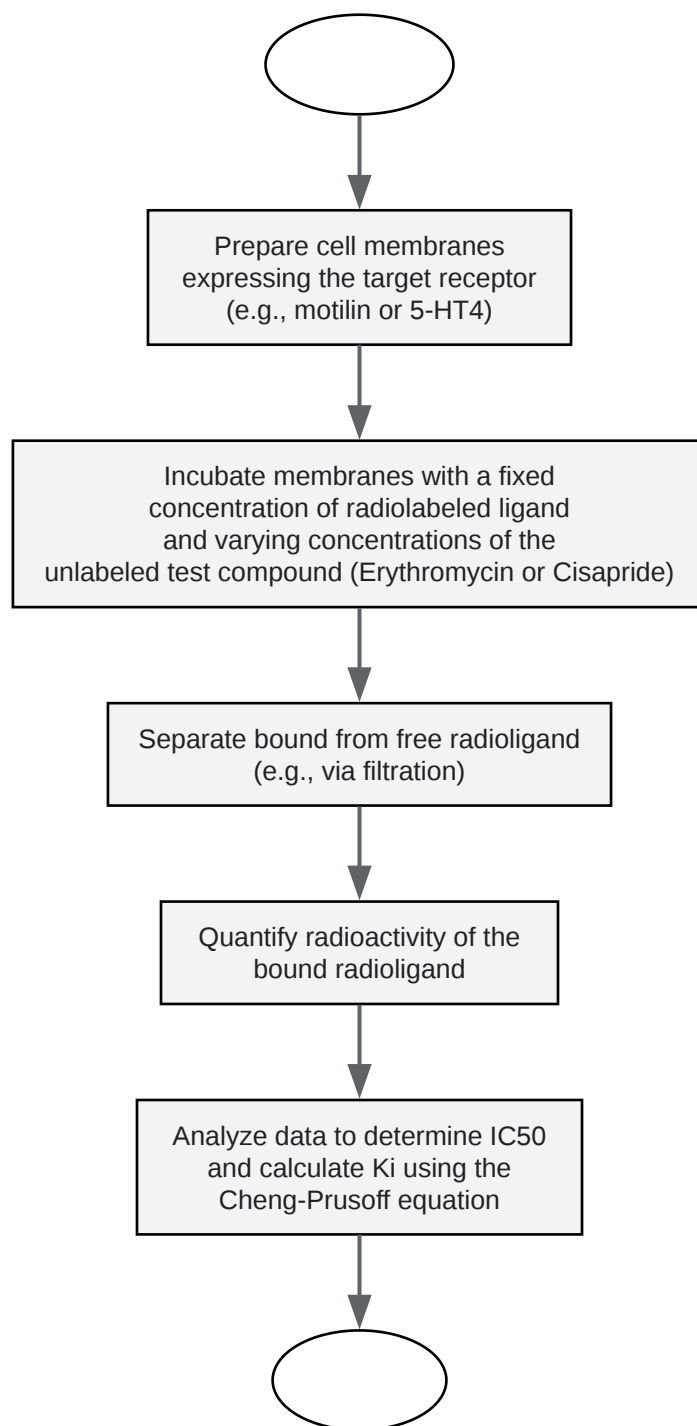 Prepare cell membranes
expressing the target receptor
(e.g., motilin or 5-HT4)
Incubate membranes with a fixed
concentration of radiolabeled ligand
and varying concentrations of the
unlabeled test compound (Erythromycin or Cisapride)
Separate bound from free radioligand
(e.g., via filtration)
Quantify radioactivity of the
bound radioligand
Analyze data to determine IC50
and calculate Ki using the
Cheng-Prusoff equation